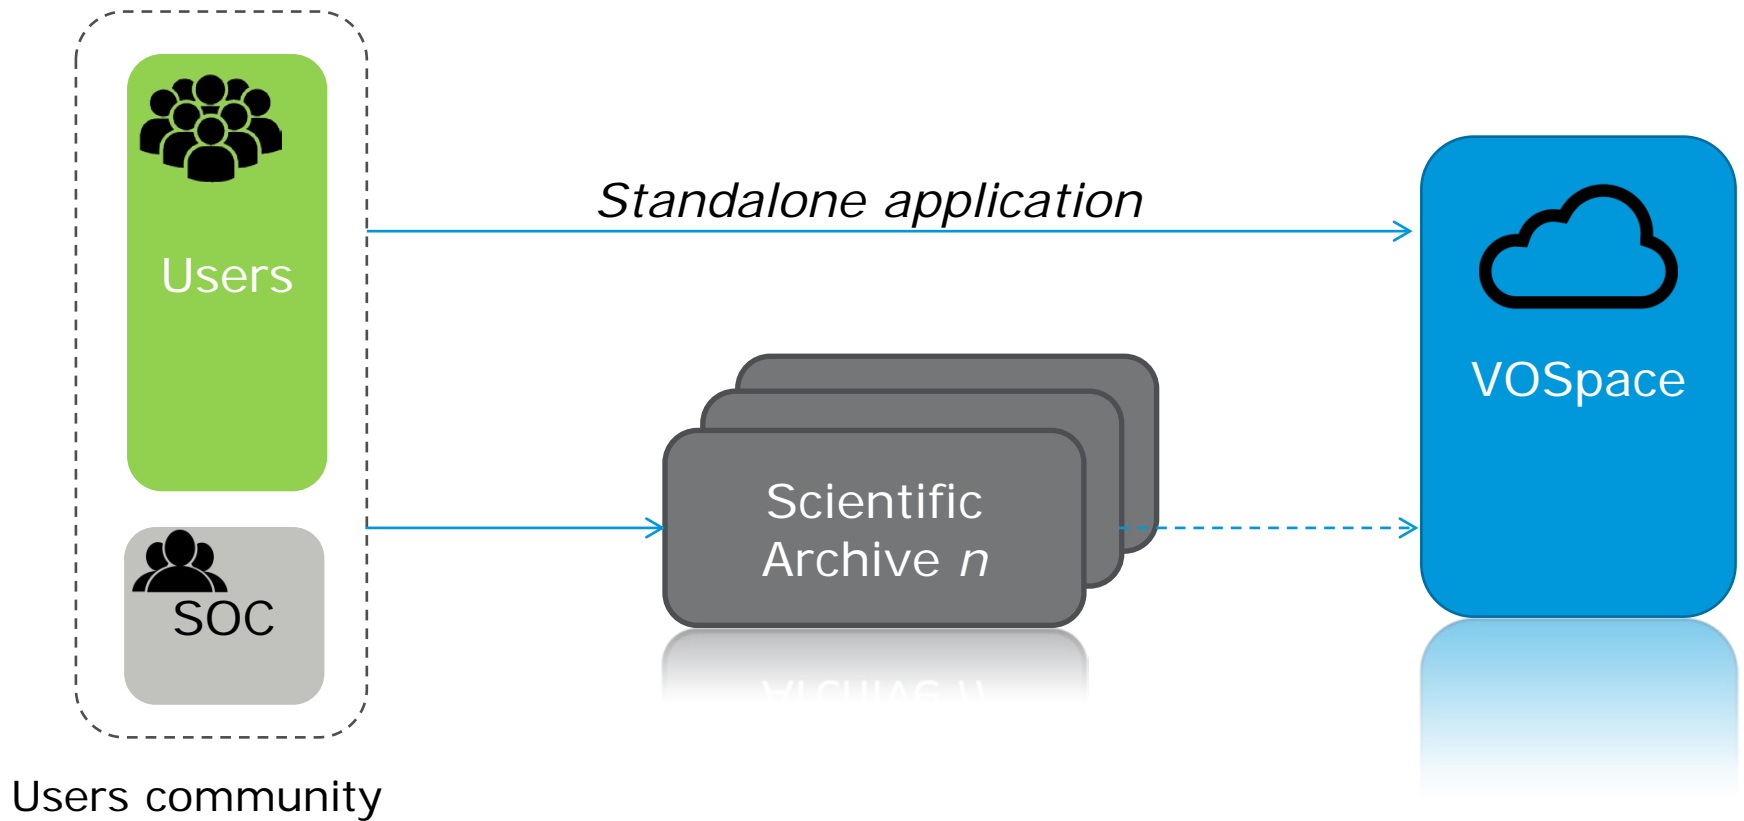 Standalone application
Users
VOSpace
Scientific
Archive n
SOC
Users community